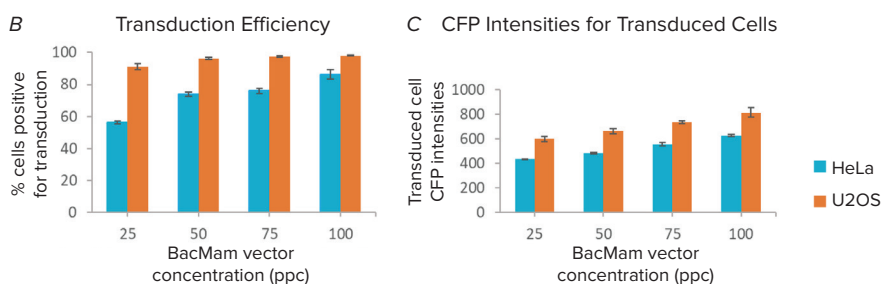 B Transduction Efficiency
% cells positive
for transduction
100
80
60
40
20
0
25 50 75 100
BacMam vector
concentration (ppc)
C CFP Intensities for Transduced Cells
Transduced cell
CFP intensities
1000
800
600
400
200
0
25 50 75 100
BacMam vector
concentration (ppc)
HeLa
U2OS